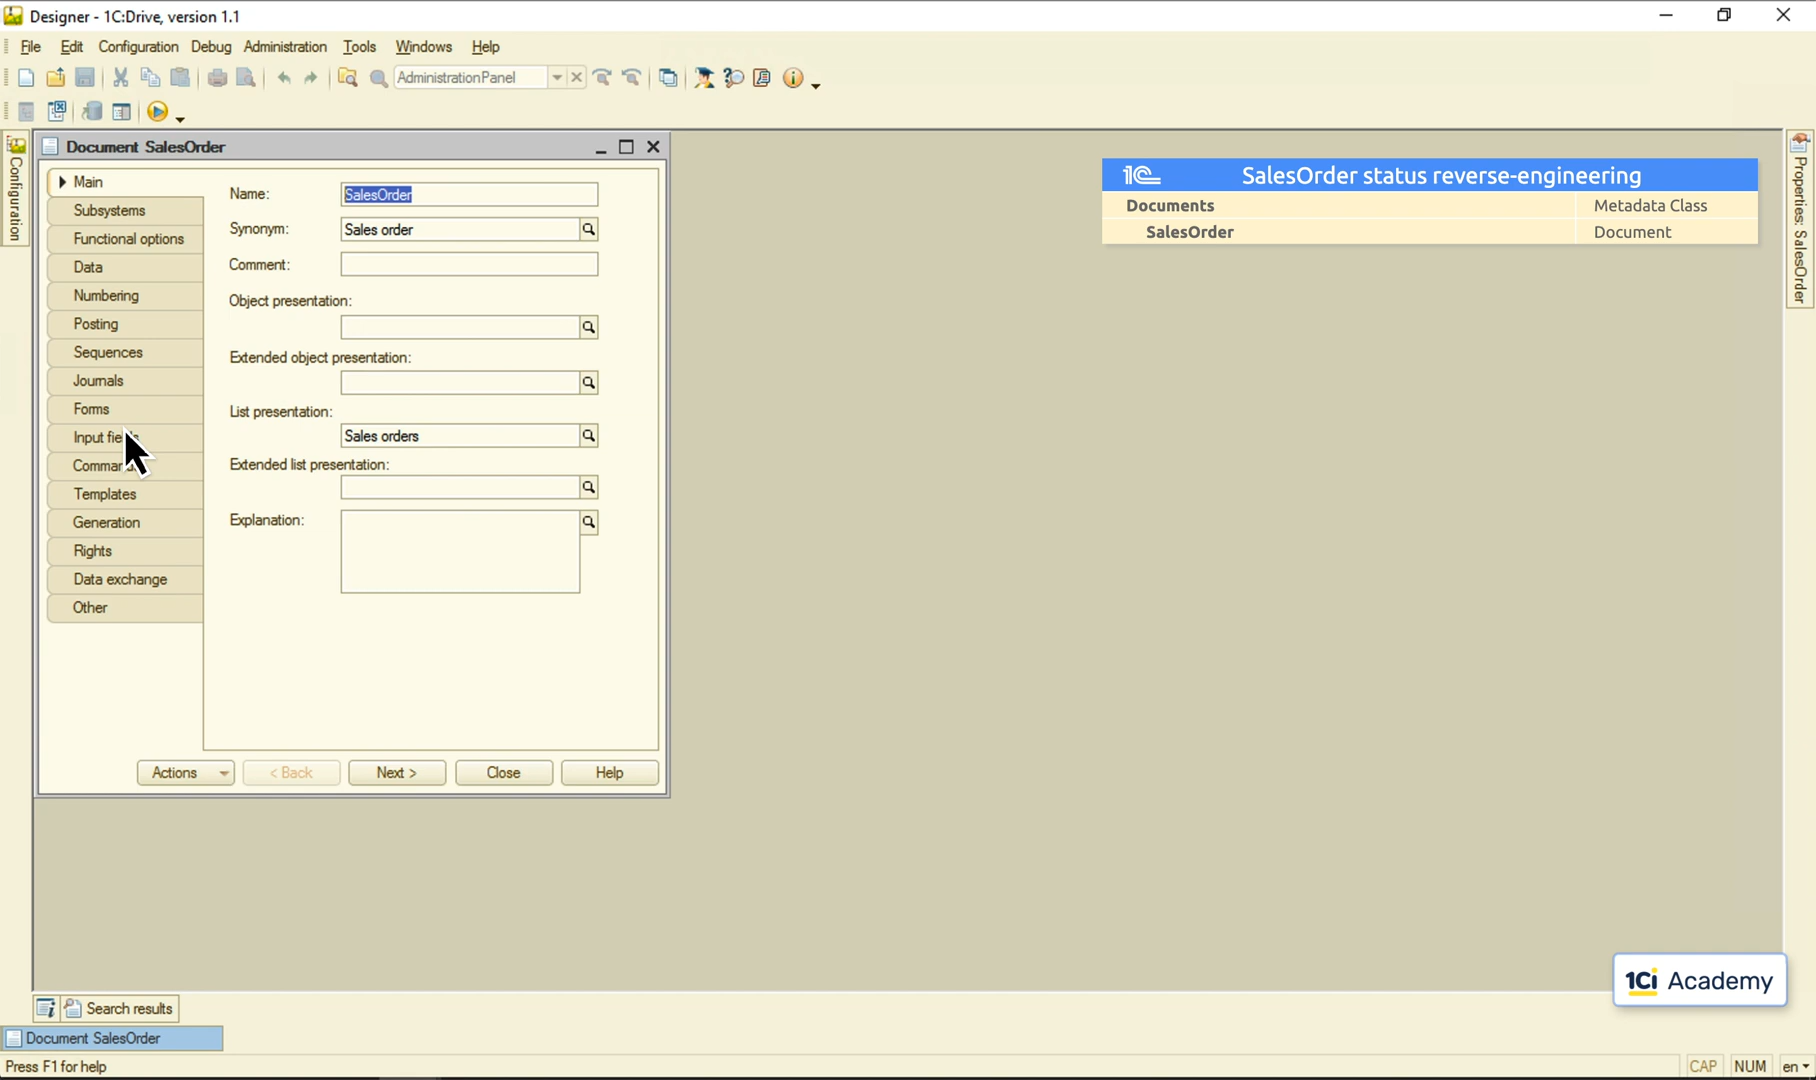 Designer - 1C:Drive, version 1.1
File Edit Configuration Debug Administration Tools Windows Help
AdministrationPanel
Configuration
Document SalesOrder
Main
Subsystems
Functional options
Data
Numbering
Posting
Sequences
Journals
Forms
Input fie
Comman
Templates
Generation
Rights
Data exchange
Other
Name: SalesOrder
Synonym: Sales order
Comment:
Object presentation:
Extended object presentation:
List presentation:
Sales orders
Extended list presentation:
Explanation:
Actions < Back Next > Close Help
1C SalesOrder status reverse-engineering
Documents Metadata Class
SalesOrder Document
Properties: SalesOrder
1Ci Academy
Search results
Document SalesOrder
Press F1 for help
CAP NUM en